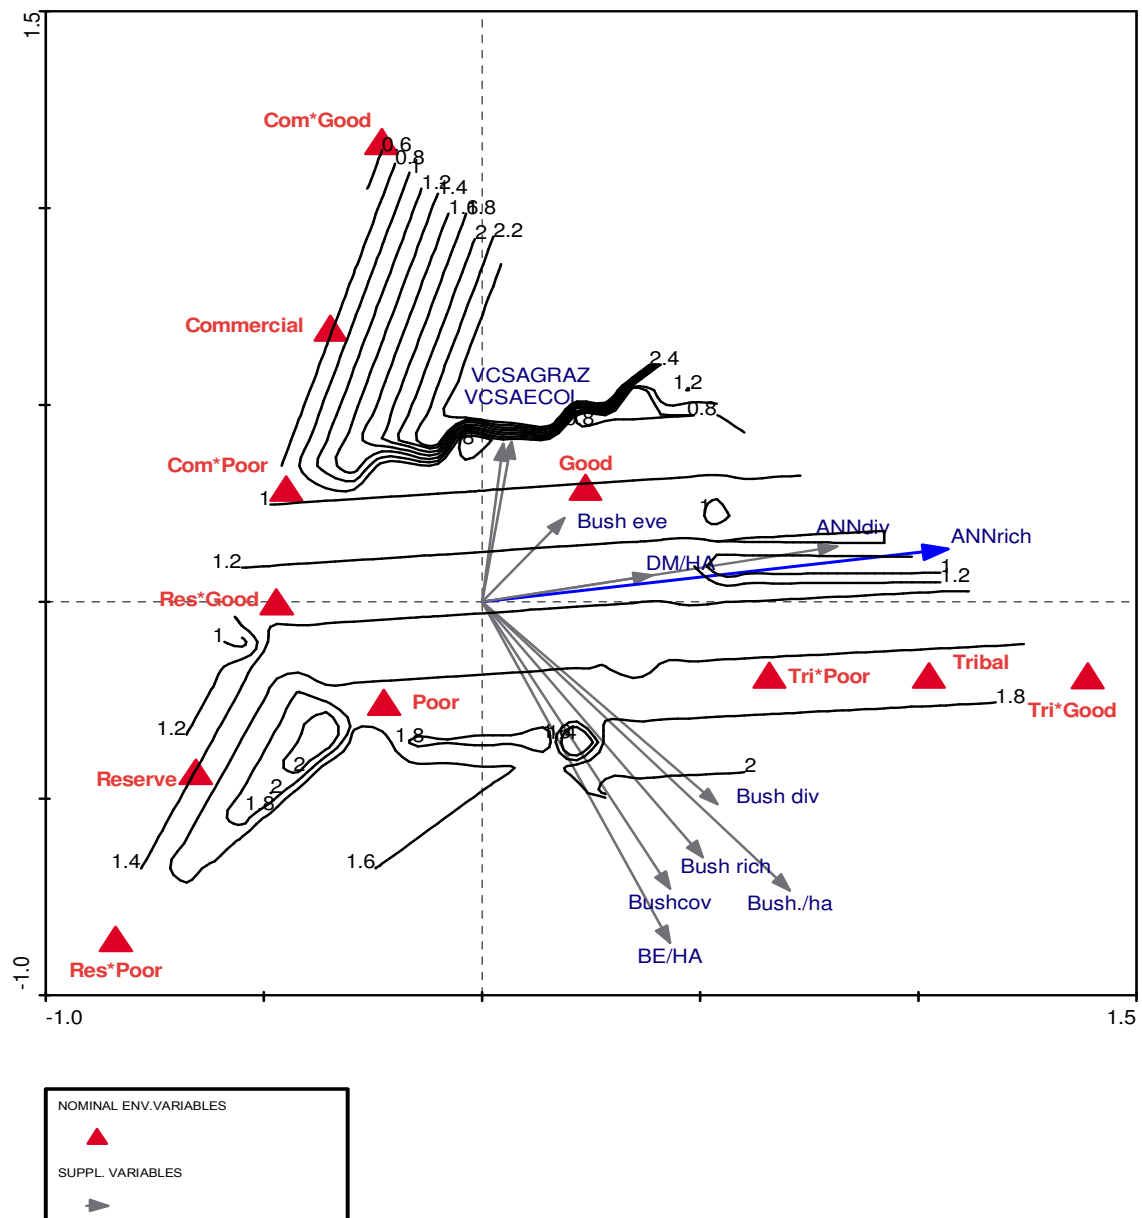 1.5
Com*Good
0.6
0.8
1
1.2
1.4
1.6
1.8
2
2.2
Commercial
2.4
VCSAGRAZ
1.2
VCSAECOL
0.8
0.8
Com*Poor
Good
1
1
Bush eve
ANNdiv
ANNrich
1.2
DM/HA
1
1.2
Res*Good
1
Tribal
Tri*Poor
Poor
1.8
Tri*Good
1.2
1.8
2
2
Reserve
1.8
Bush div
1.4
1.6
Bush rich
Bushcov
Bush./ha
BE/HA
Res*Poor
-1.0
-1.0
1.5
NOMINAL ENV.VARIABLES
SUPPL. VARIABLES